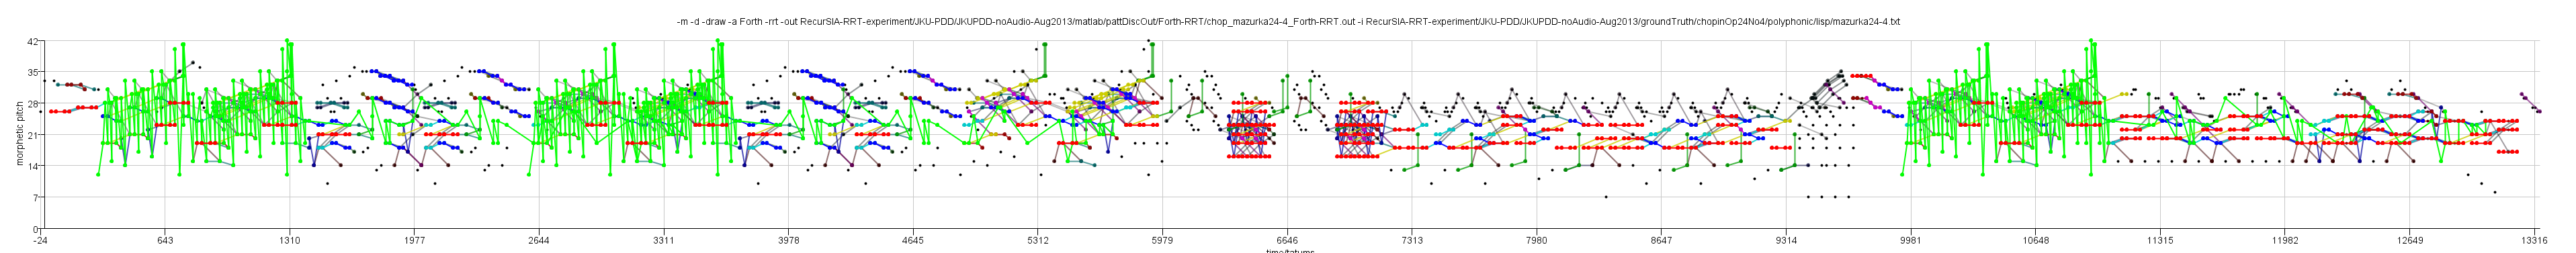 -m -d -draw -a Forth -rrt -out RecurSIA-RRT-experiment/JKU-PDD/JKUPDD-noAudio-Aug2013/matlab/pattDiscOut/Forth-RRT/chop_mazurka24-4_Forth-RRT.out -i RecurSIA-RRT-experiment/JKU-PDD/JKUPDD-noAudio-Aug2013/groundTruth/chopinOp24No4/polyphonic/lisp/mazurka24-4.txt
42
35
28
21
14
7
0
morphetic pitch
-24 643 1310 1977 2644 3311 3978 4645 5312 5979 6646 7313 7980 8647 9314 9981 10648 11315 11982 12649 13316
time/tatums